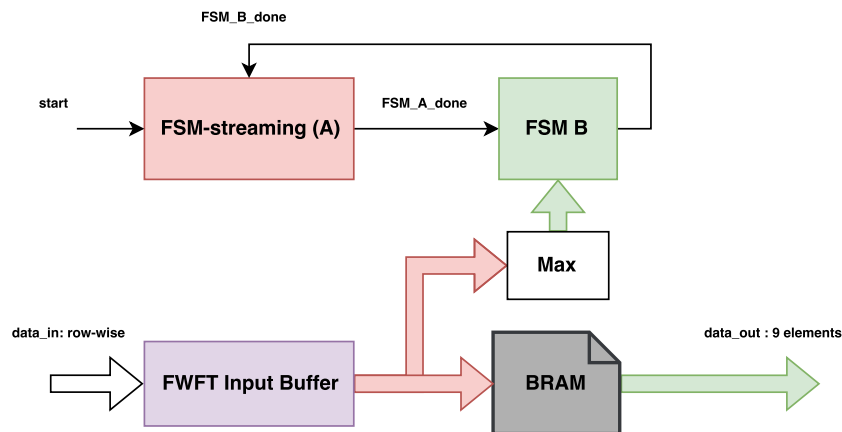 FSM_B_done
start
FSM-streaming (A)
FSM_A_done
FSM B
Max
data_in: row-wise
FWFT Input Buffer
BRAM
data_out : 9 elements